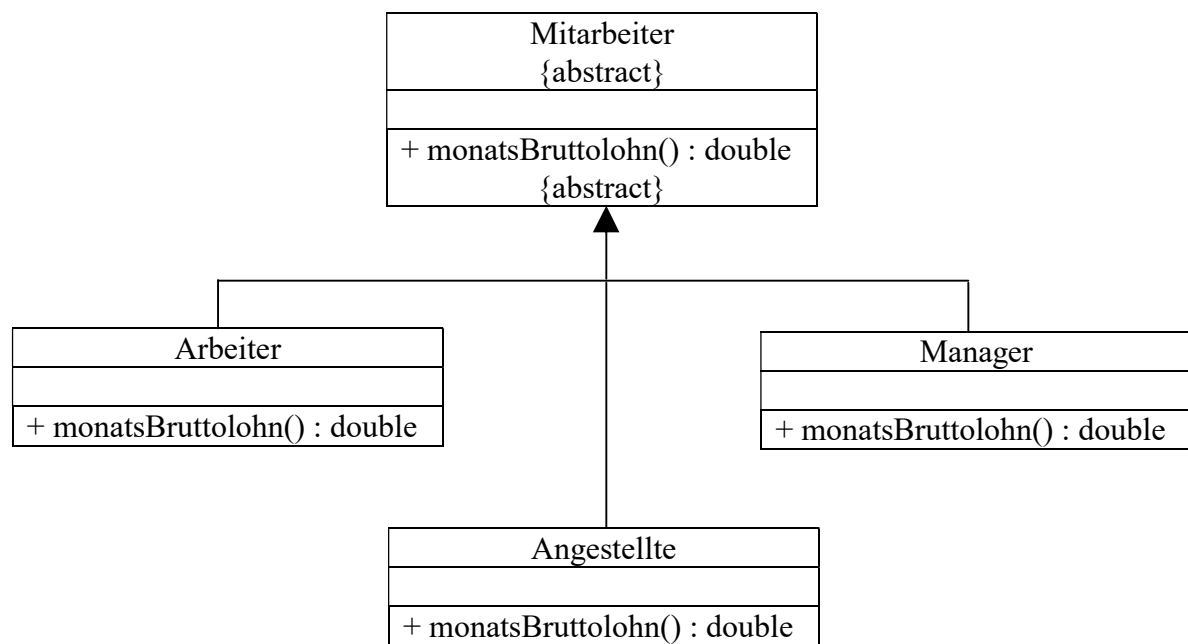 Mitarbeiter
{abstract}
+ monatsBruttolohn() : double
{abstract}
Arbeiter
+ monatsBruttolohn() : double
Manager
+ monatsBruttolohn() : double
Angestellte
+ monatsBruttolohn() : double